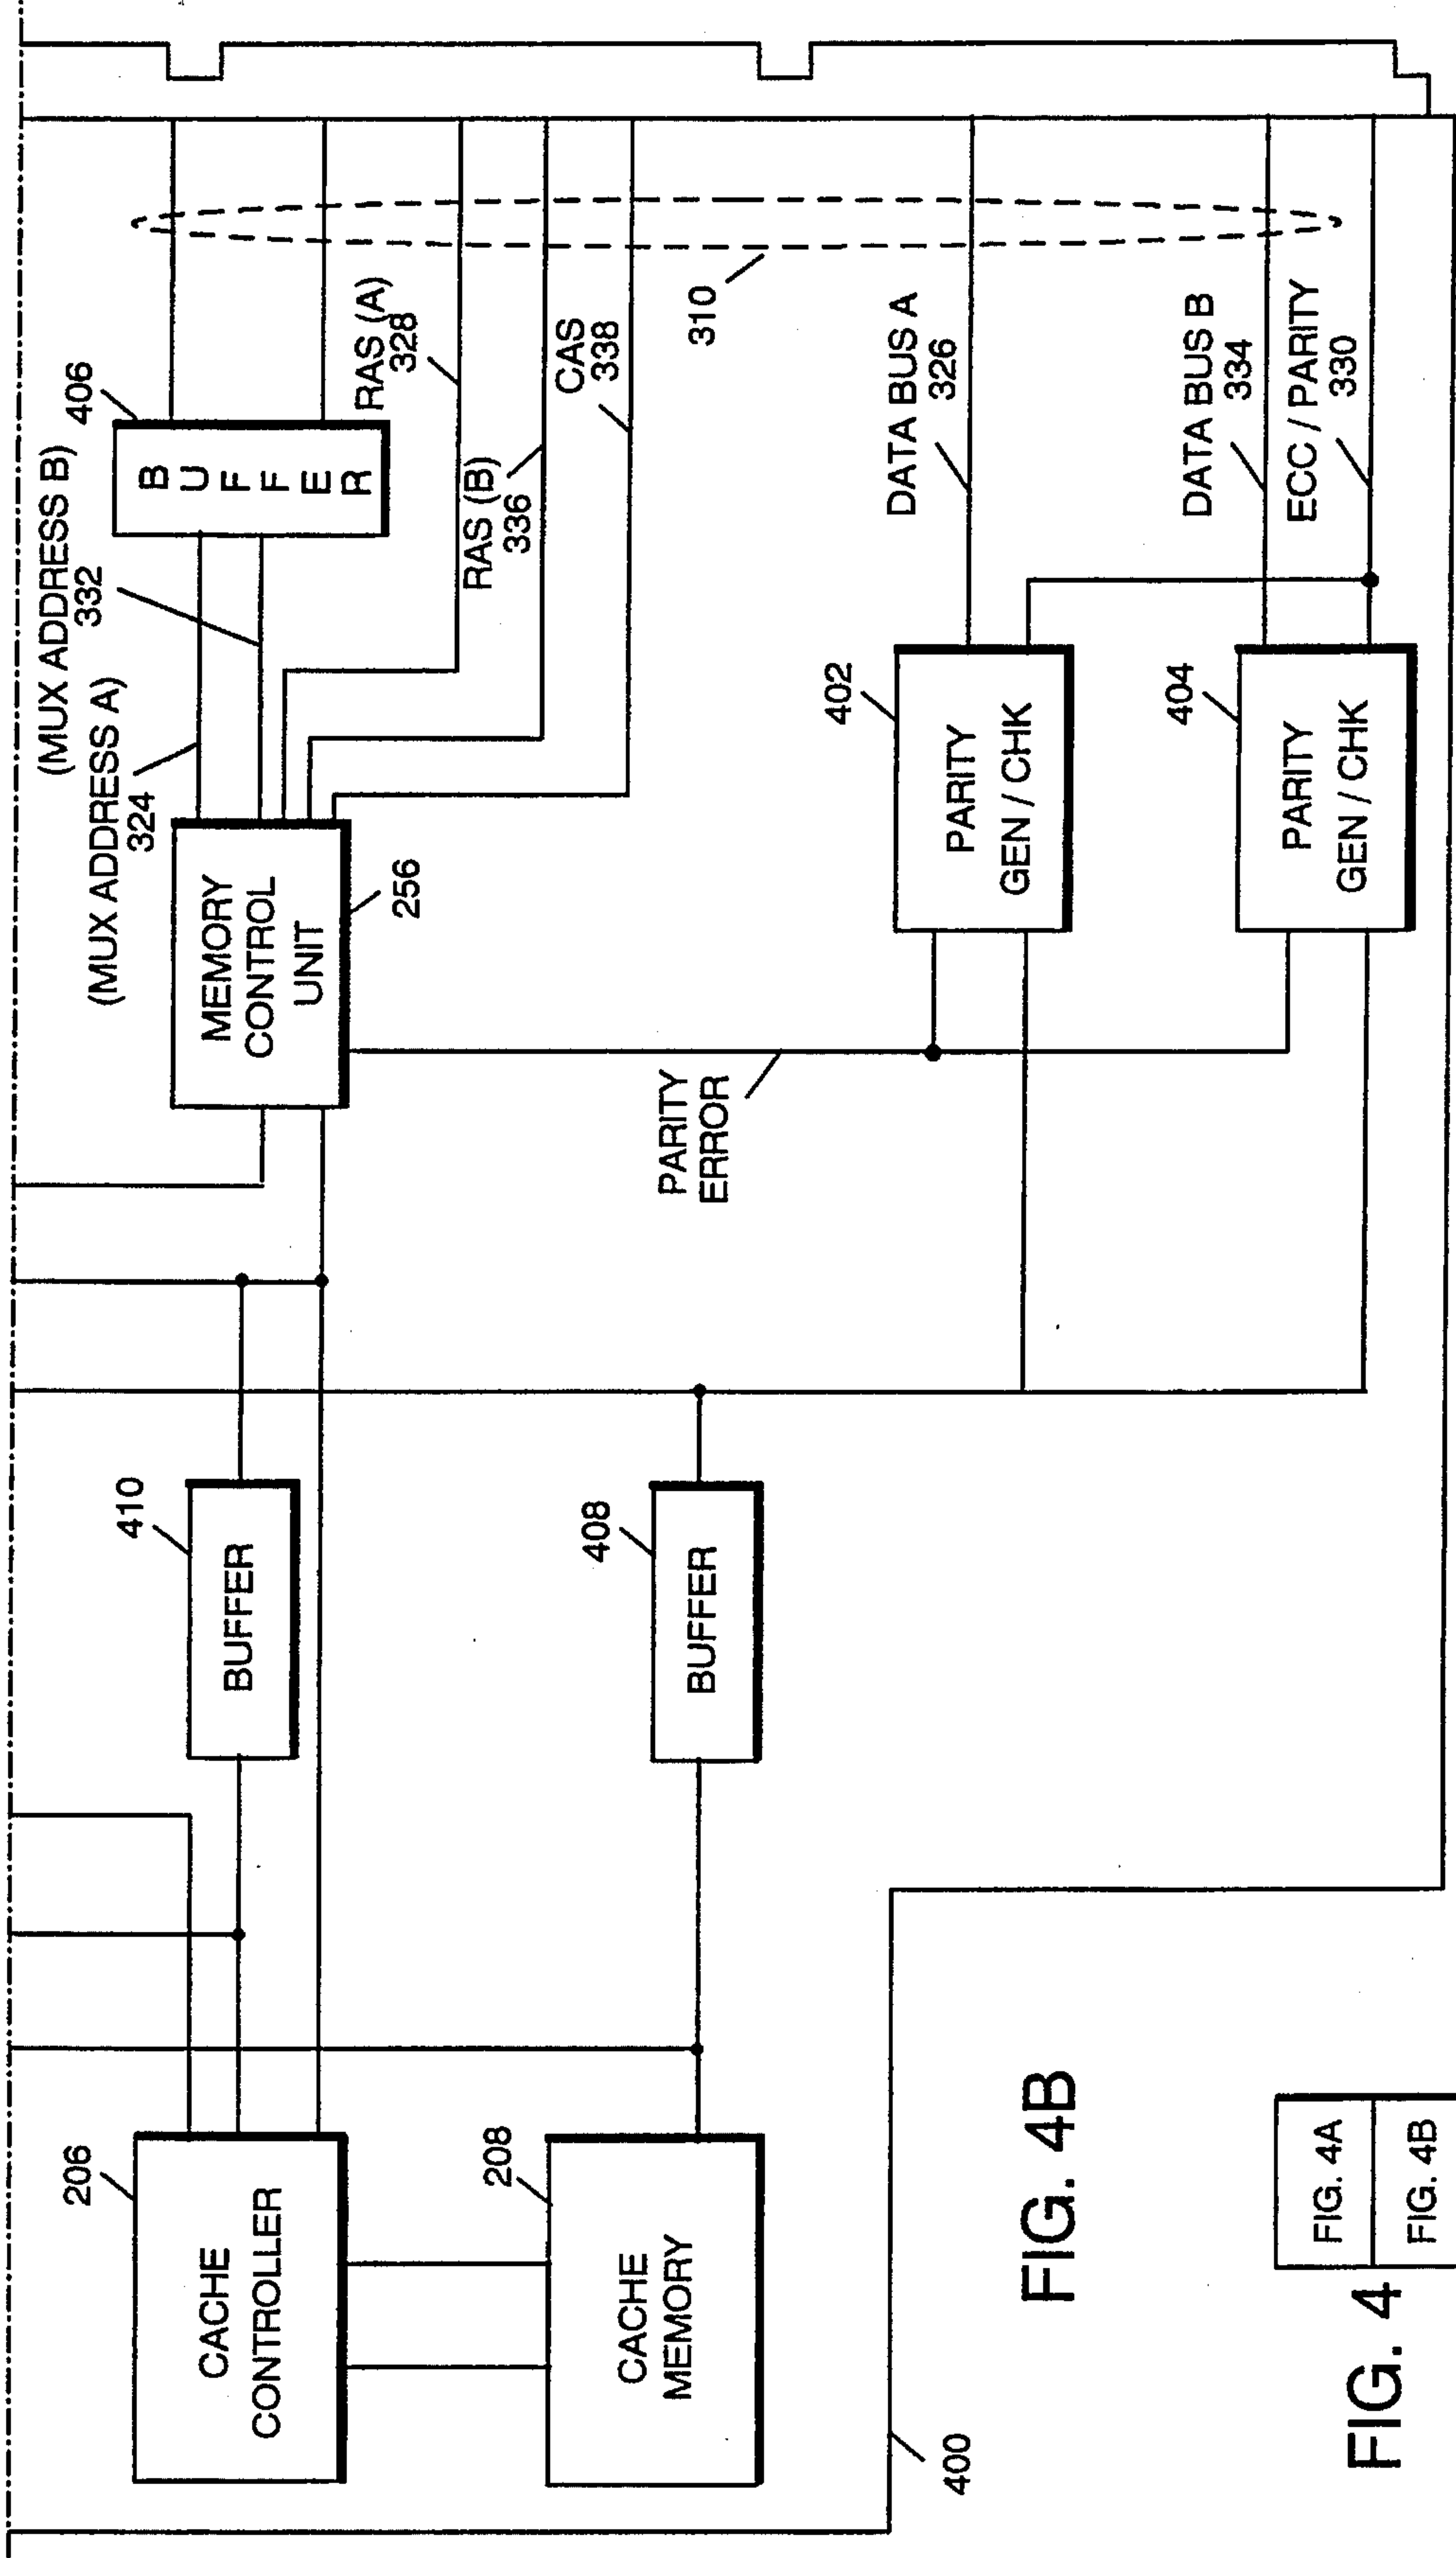 (MUX ADDRESS B)
332
(MUX ADDRESS A)
324
406
BUFFER
RAS (A)
328
RAS (B)
336
CAS
338
310
MEMORY
CONTROL
UNIT
256
DATA BUS A
326
DATA BUS B
334
ECC / PARITY
330
402
PARITY
GEN / CHK
404
PARITY
GEN / CHK
PARITY
ERROR
410
BUFFER
408
BUFFER
206
CACHE
CONTROLLER
208
CACHE
MEMORY
400
FIG. 4B
FIG. 4
FIG. 4A
FIG. 4B